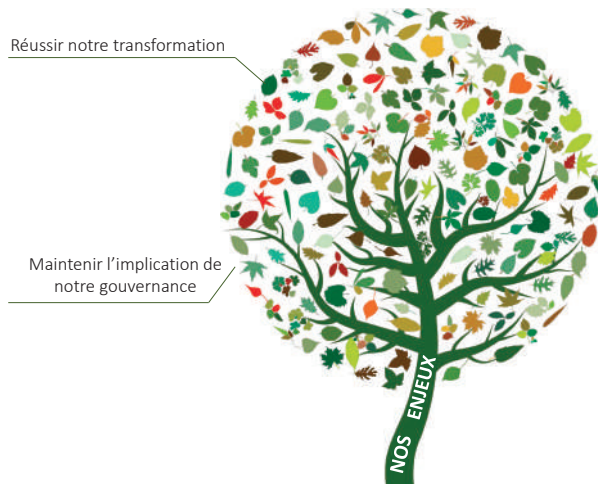 Réussir notre transformation
Maintenir l’implication de
notre gouvernance
NOS ENJEUX